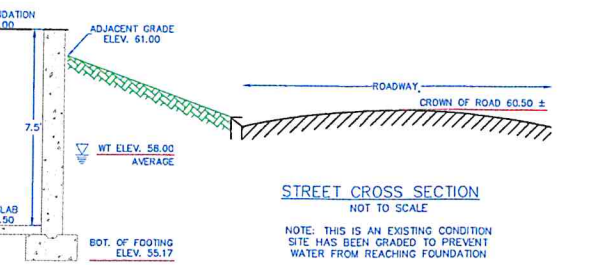 NDATION
.00
ADJACENT GRADE
ELEV. 61.00
ROADWAY
CROWN OF ROAD 60.50 ±
7.5'
WT ELEV. 58.00
AVERAGE
STREET CROSS SECTION
NOT TO SCALE
LAB
.50
BOT. OF FOOTING
ELEV. 55.17
NOTE: THIS IS AN EXISTING CONDITION
SITE HAS BEEN GRADED TO PREVENT
WATER FROM REACHING FOUNDATION